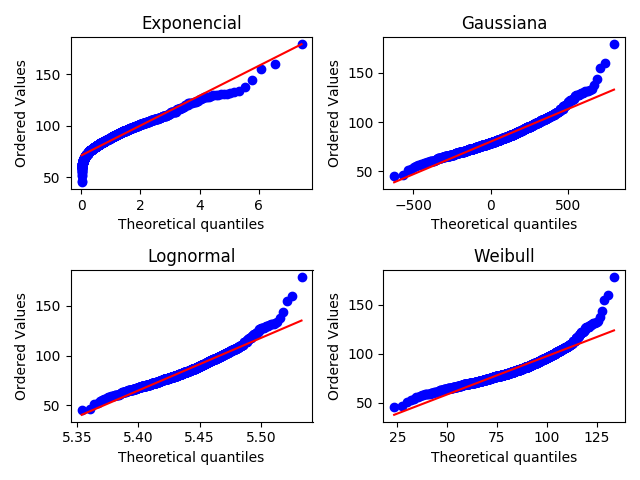 Exponencial
Ordered Values
150
100
50
0 2 4 6
Theoretical quantiles
Gaussiana
Ordered Values
150
100
50
−500 0 500
Theoretical quantiles
Lognormal
Ordered Values
150
100
50
5.35 5.40 5.45 5.50
Theoretical quantiles
Weibull
Ordered Values
150
100
50
25 50 75 100 125
Theoretical quantiles